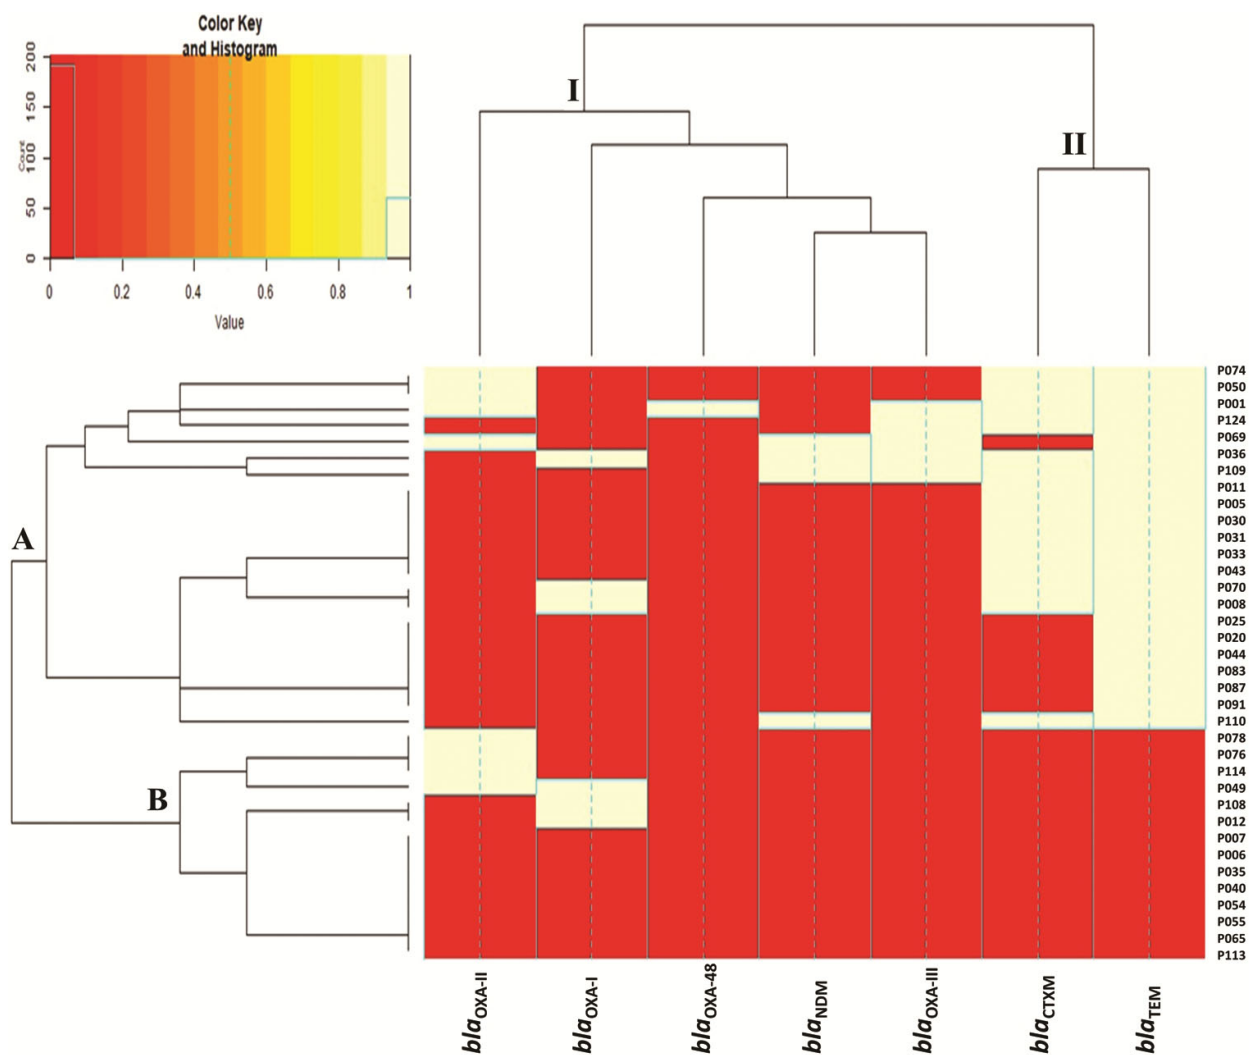 Color Key
and Histogram
Count
200
150
100
50
0
0 0.2 0.4 0.6 0.8 1
Value
I
II
A
B
P074
P050
P001
P124
P069
P036
P109
P011
P005
P030
P031
P033
P043
P070
P008
P025
P020
P044
P083
P087
P091
P110
P078
P076
P114
P049
P108
P012
P007
P006
P035
P040
P054
P055
P065
P113
blaOXA-II
blaOXA-I
blaOXA-48
blaNDM
blaOXA-III
blaCTXM
blaTEM